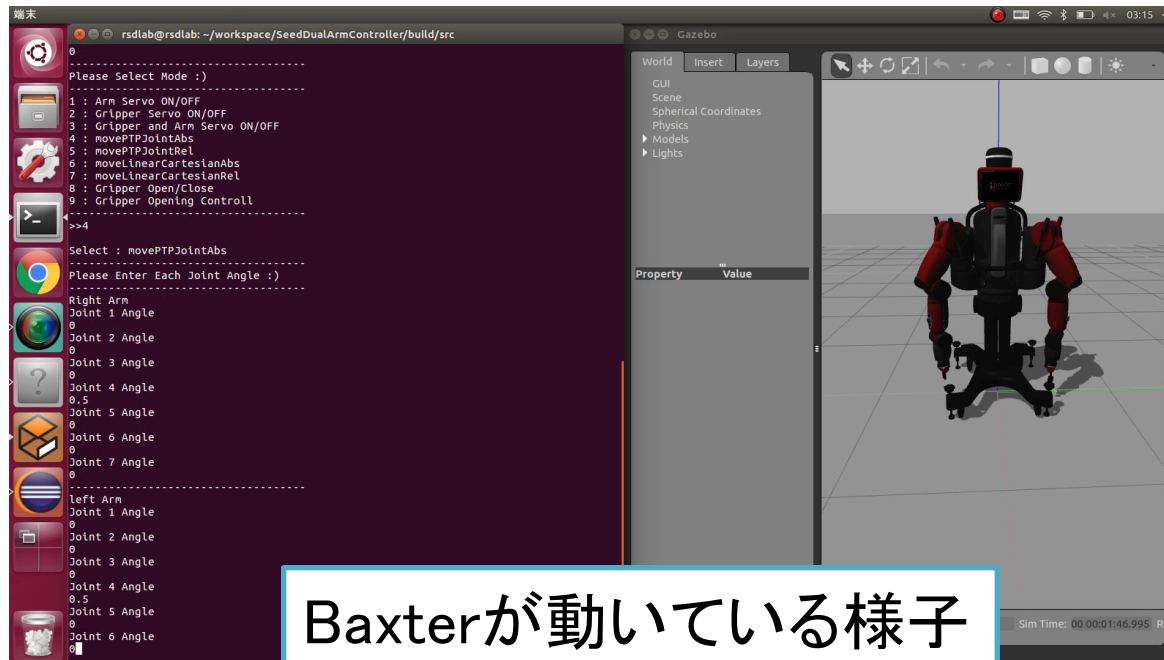 端末
03:15
rsdlab@rsdlab: ~/workspace/SeedDualArmController/build/src
0
-----------------------------------
Please Select Mode :)
-----------------------------------
1 : Arm Servo ON/OFF
2 : Gripper Servo ON/OFF
3 : Gripper and Arm Servo ON/OFF
4 : movePTPJointAbs
5 : movePTPJointRel
6 : moveLinearCartesianAbs
7 : moveLinearCartesianRel
8 : Gripper Open/Close
9 : Gripper Opening Controll
-----------------------------------
>>4
Select : movePTPJointAbs
-----------------------------------
Please Enter Each Joint Angle :)
-----------------------------------
Right Arm
Joint 1 Angle
0
Joint 2 Angle
0
Joint 3 Angle
0
Joint 4 Angle
0.5
Joint 5 Angle
0
Joint 6 Angle
0
Joint 7 Angle
0
-----------------------------------
left Arm
Joint 1 Angle
0
Joint 2 Angle
0
Joint 3 Angle
0
Joint 4 Angle
0.5
Joint 5 Angle
0
Joint 6 Angle
0
Gazebo
World Insert Layers
GUI
Scene
Spherical Coordinates
Physics
Models
Lights
Property Value
Sim Time: 00 00:01:46.995 R
Baxterが動いている様子